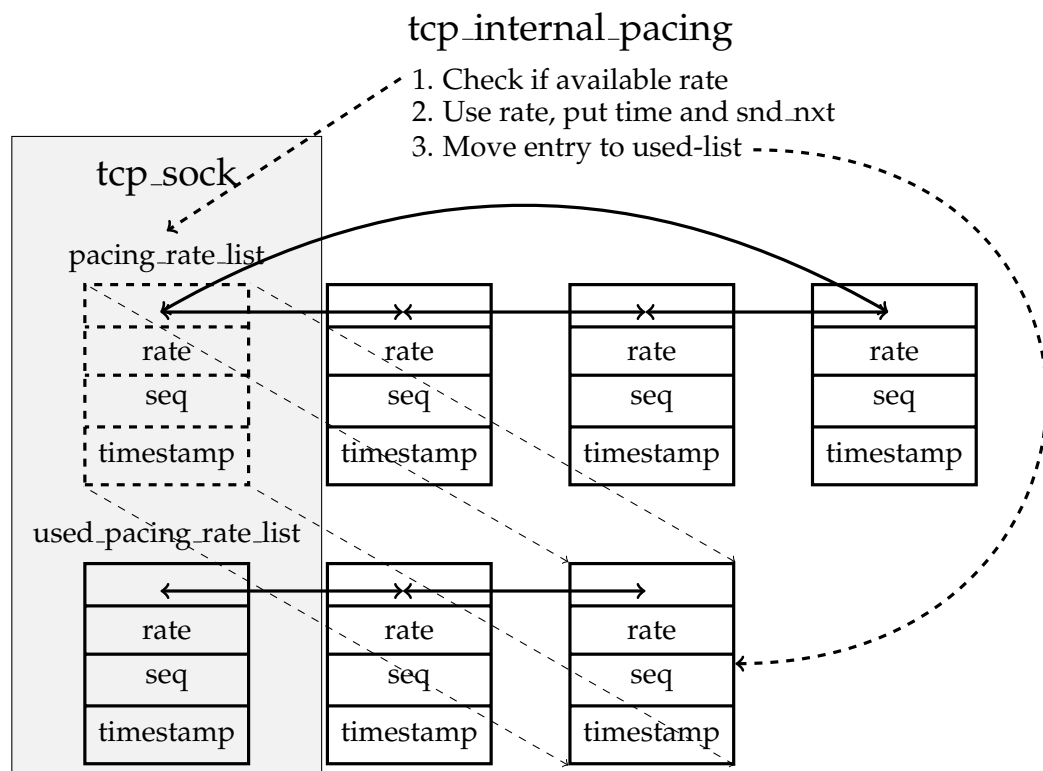 tcp_internal_pacing
1. Check if available rate
2. Use rate, put time and snd_nxt
3. Move entry to used-list
tcp_sock
pacing_rate_list
rate rate rate rate
seq seq seq seq
timestamp timestamp timestamp timestamp
used_pacing_rate_list
rate rate rate
seq seq seq
timestamp timestamp timestamp